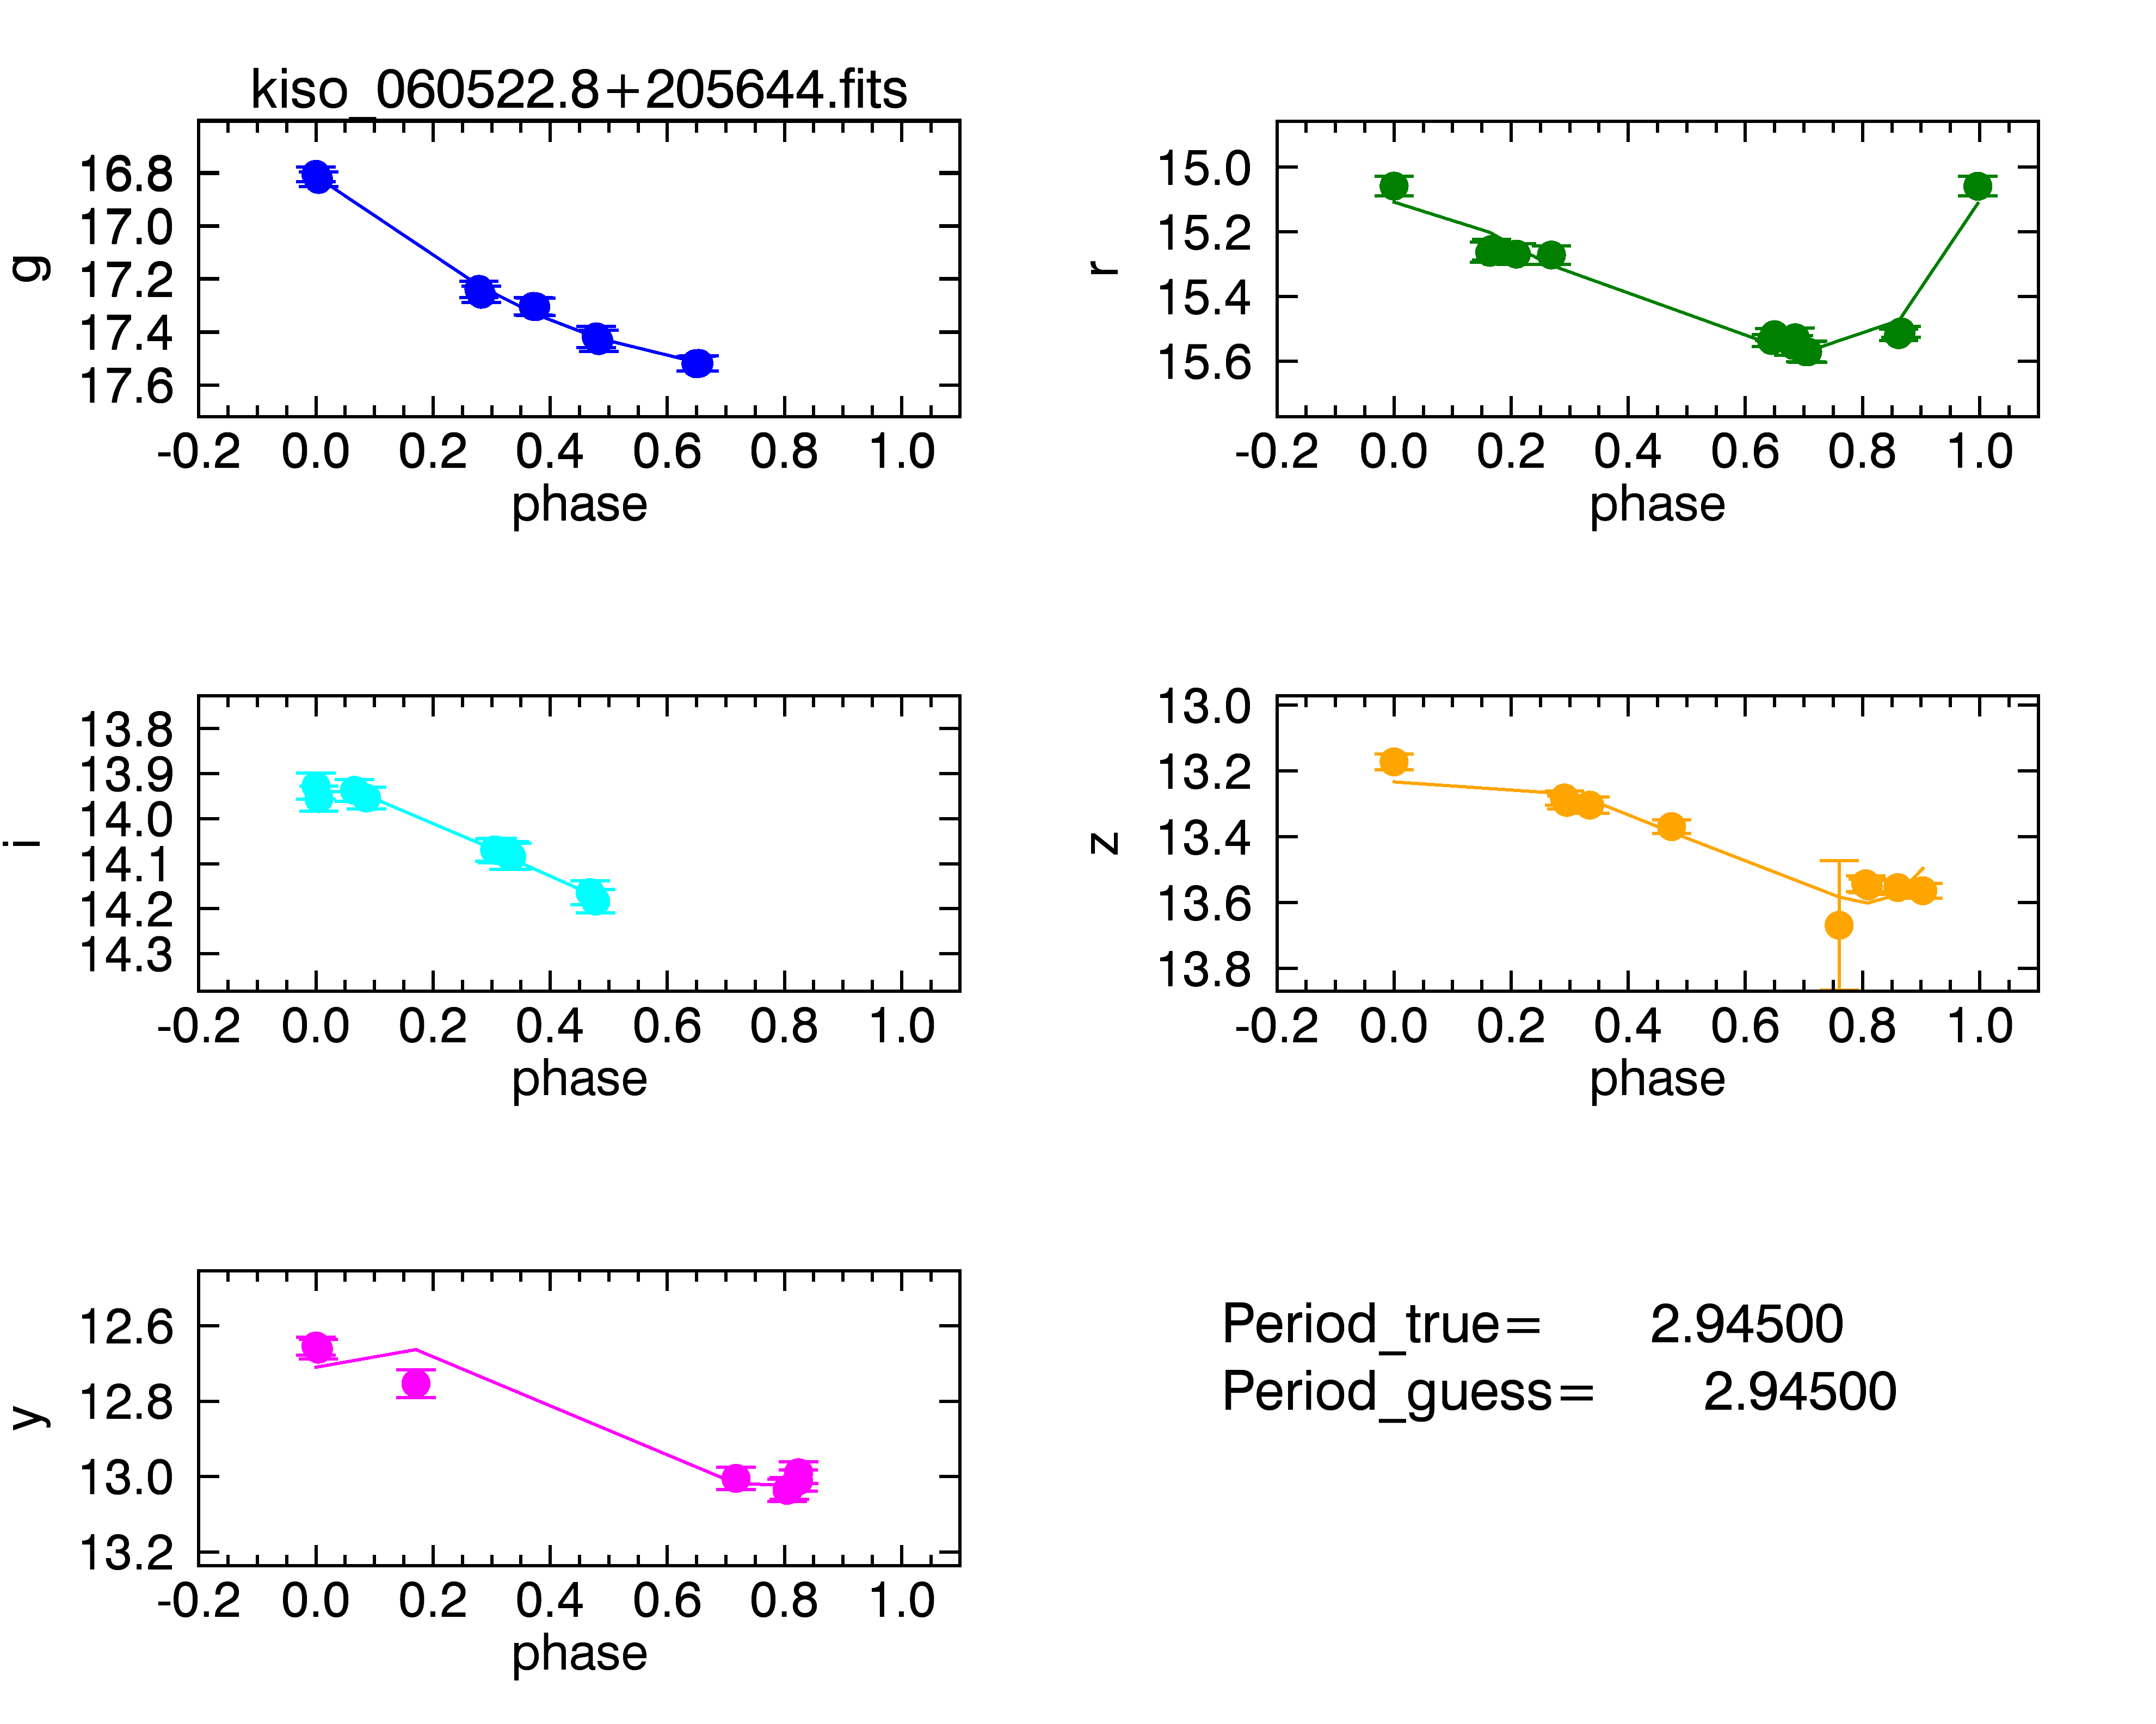 kiso_060522.8+205644.fits
g
16.8
17.0
17.2
17.4
17.6
-0.2 0.0 0.2 0.4 0.6 0.8 1.0
phase
r
15.0
15.2
15.4
15.6
-0.2 0.0 0.2 0.4 0.6 0.8 1.0
phase
i
13.8
13.9
14.0
14.1
14.2
14.3
-0.2 0.0 0.2 0.4 0.6 0.8 1.0
phase
z
13.0
13.2
13.4
13.6
13.8
-0.2 0.0 0.2 0.4 0.6 0.8 1.0
phase
y
12.6
12.8
13.0
13.2
-0.2 0.0 0.2 0.4 0.6 0.8 1.0
phase
Period_true= 2.94500
Period_guess= 2.94500